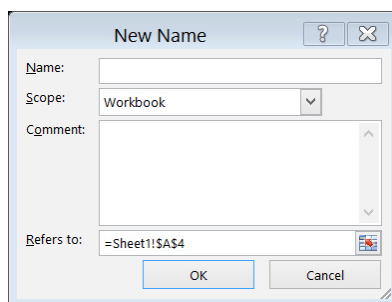 New Name
?
Name:
Scope: Workbook
Comment:
Refers to: =Sheet1!$A$4
OK Cancel